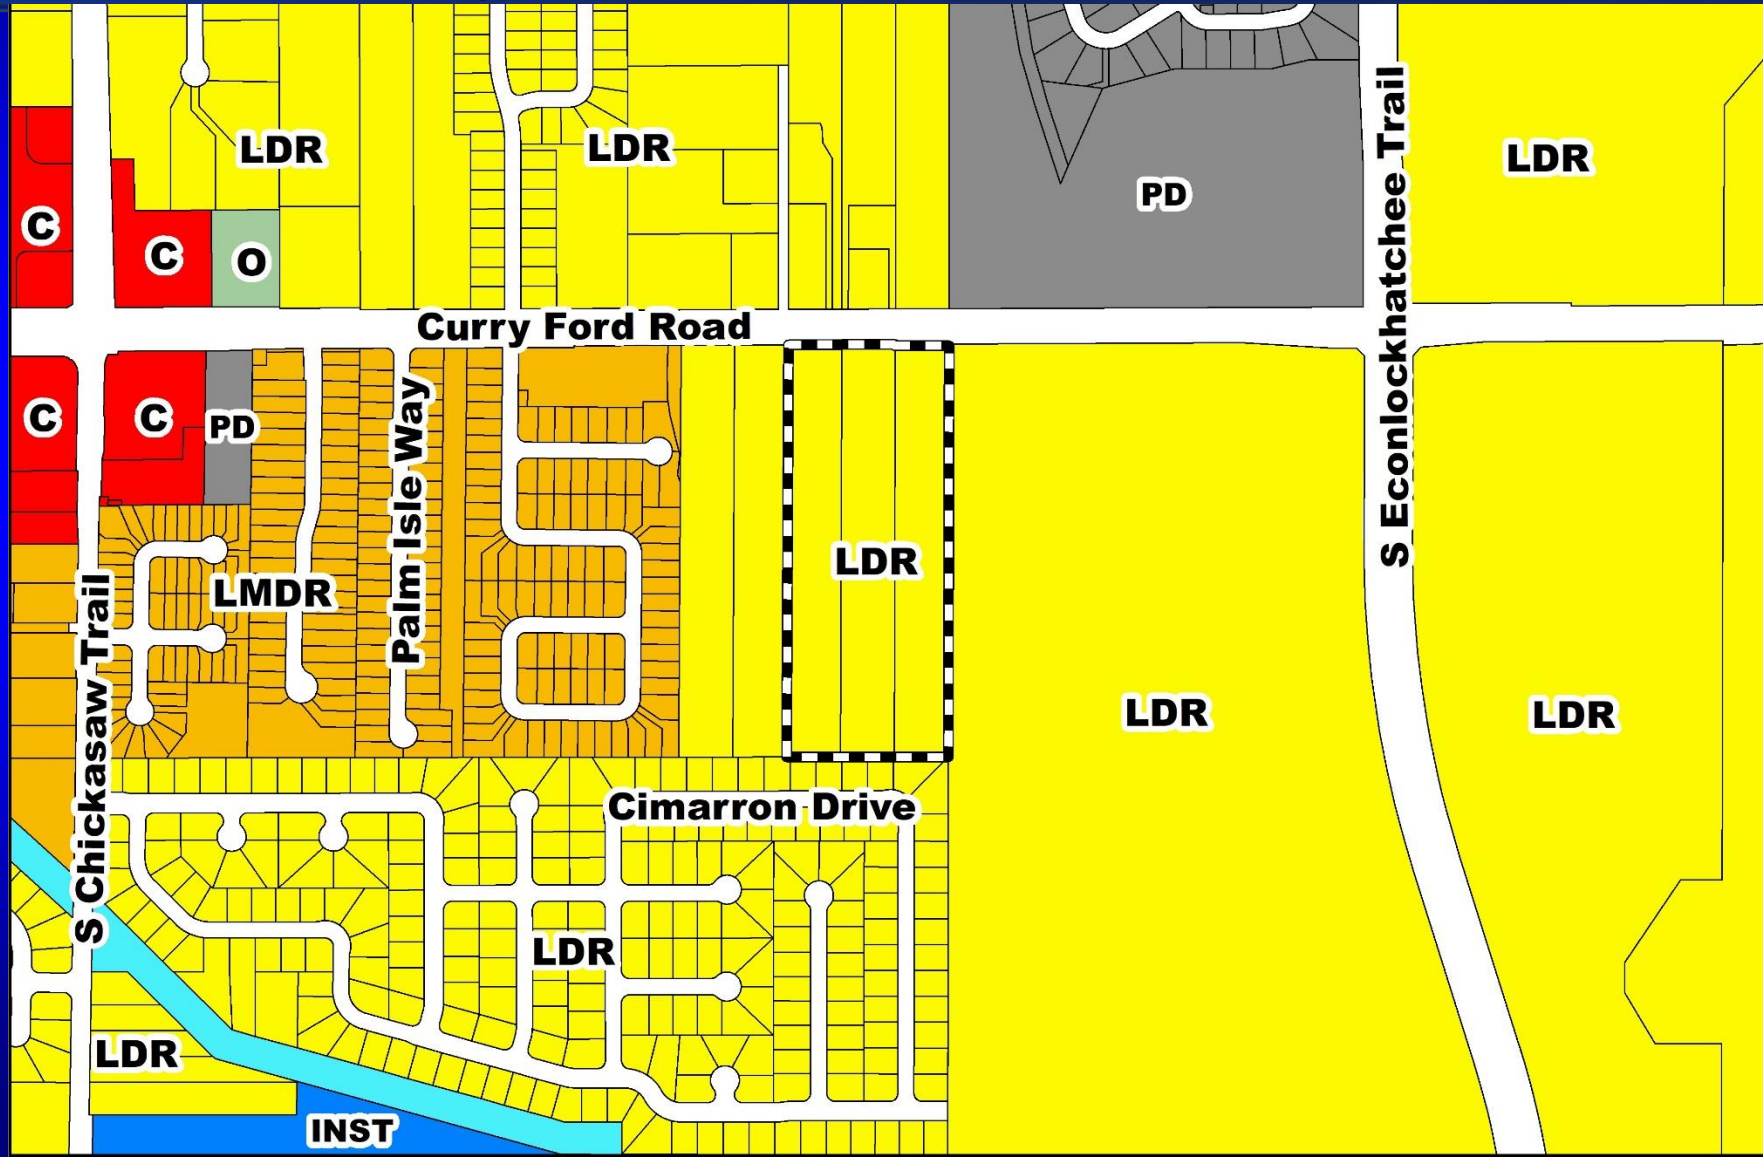 LDR
LDR
LDR
PD
C
C
O
S Econlockhatchee Trail
Curry Ford Road
C
C
PD
Palm Isle Way
LDR
LMDR
S Chickasaw Trail
LDR
LDR
Cimarron Drive
LDR
LDR
INST